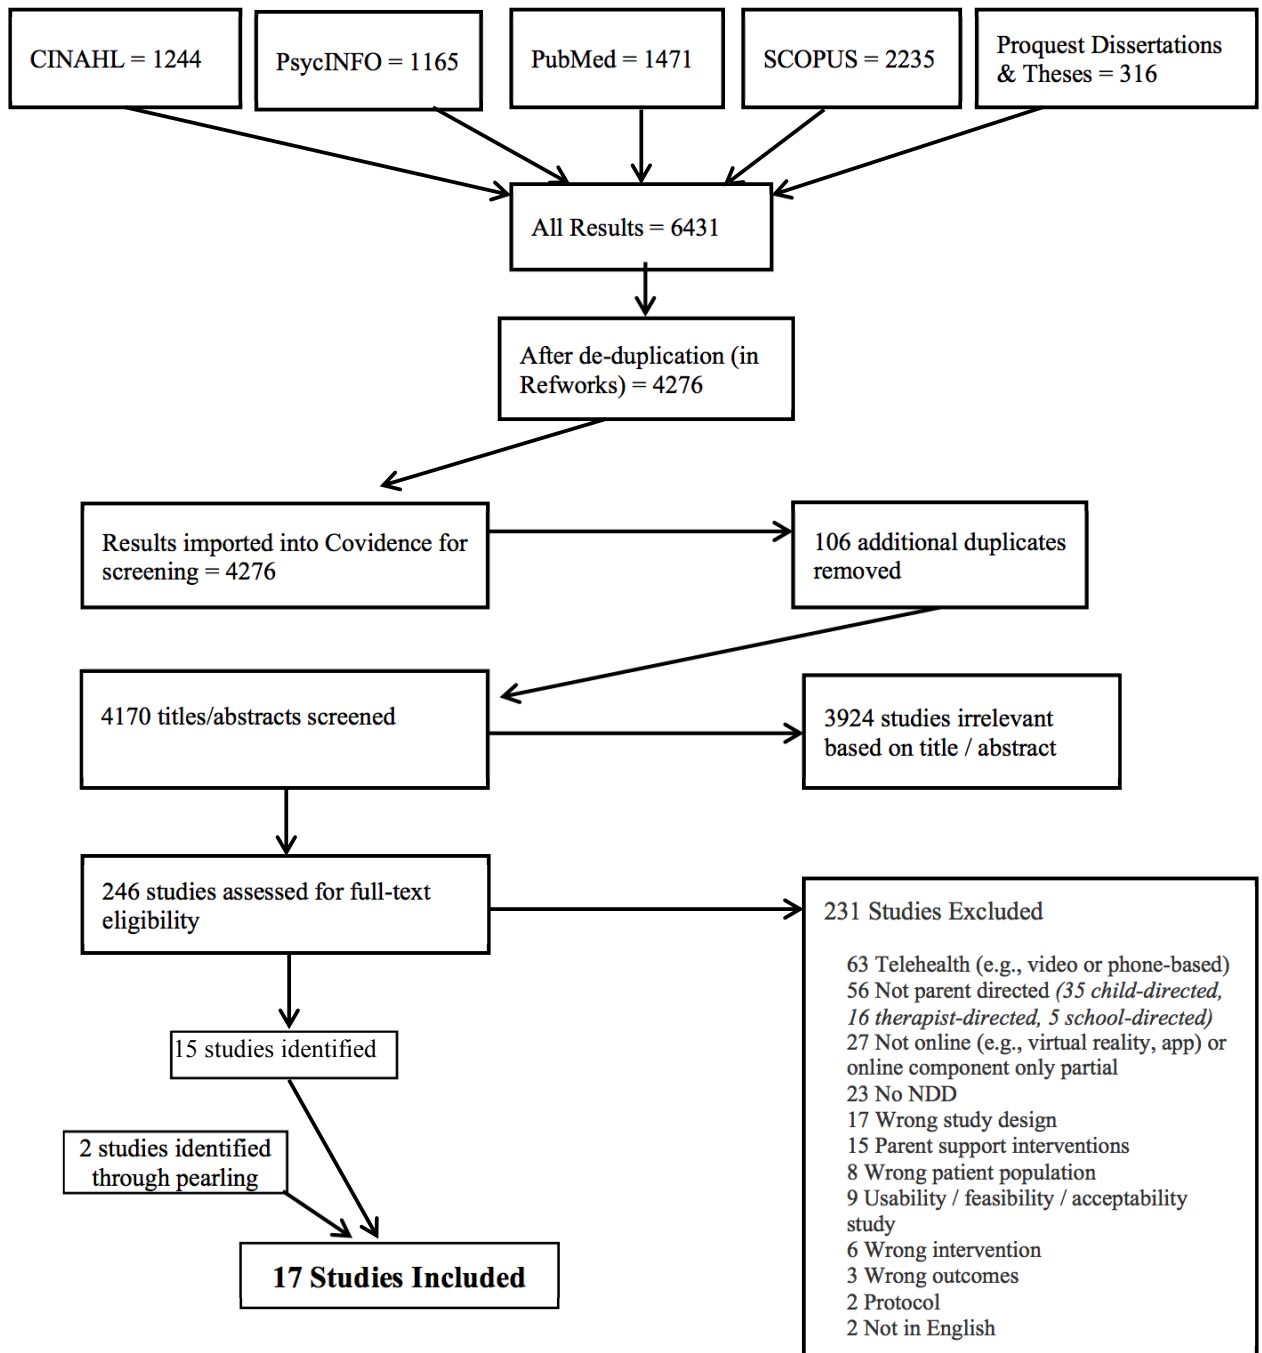 CINAHL = 1244
PsycINFO = 1165
PubMed = 1471
SCOPUS = 2235
Proquest Dissertations
& Theses = 316
All Results = 6431
After de-duplication (in
Refworks) = 4276
Results imported into Covidence for
screening = 4276
106 additional duplicates
removed
4170 titles/abstracts screened
3924 studies irrelevant
based on title / abstract
246 studies assessed for full-text
eligibility
231 Studies Excluded
63 Telehealth (e.g., video or phone-based)
56 Not parent directed (35 child-directed,
16 therapist-directed, 5 school-directed)
27 Not online (e.g., virtual reality, app) or
online component only partial
23 No NDD
17 Wrong study design
15 Parent support interventions
8 Wrong patient population
9 Usability / feasibility / acceptability
study
6 Wrong intervention
3 Wrong outcomes
2 Protocol
2 Not in English
15 studies identified
2 studies identified
through pearling
17 Studies Included